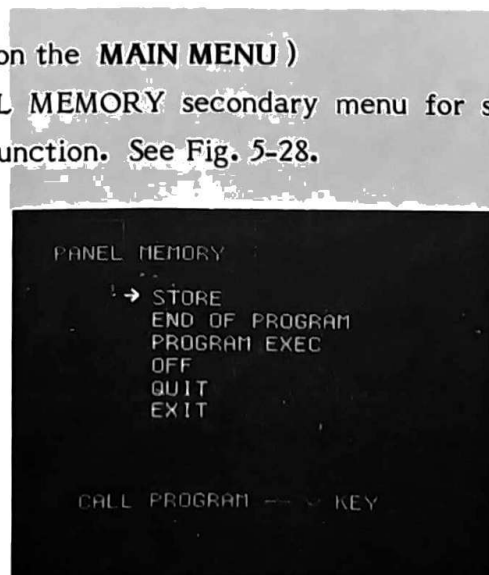 on the MAIN MENU )
L MEMORY secondary menu for s
unction. See Fig. 5-28.
PANEL MEMORY
→ STORE
END OF PROGRAM
PROGRAM EXEC
OFF
QUIT
EXIT
CALL PROGRAM KEY